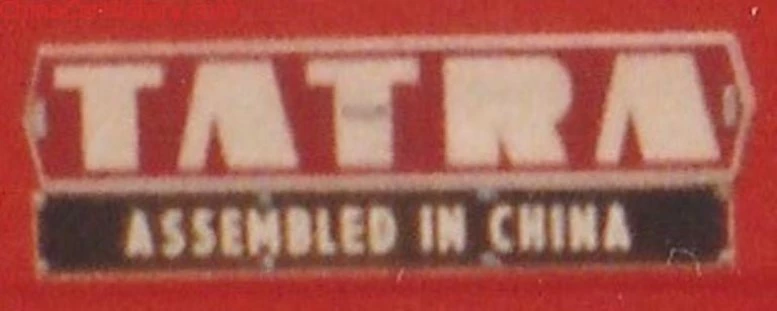 TATRA
ASSEMBLED IN CHINA